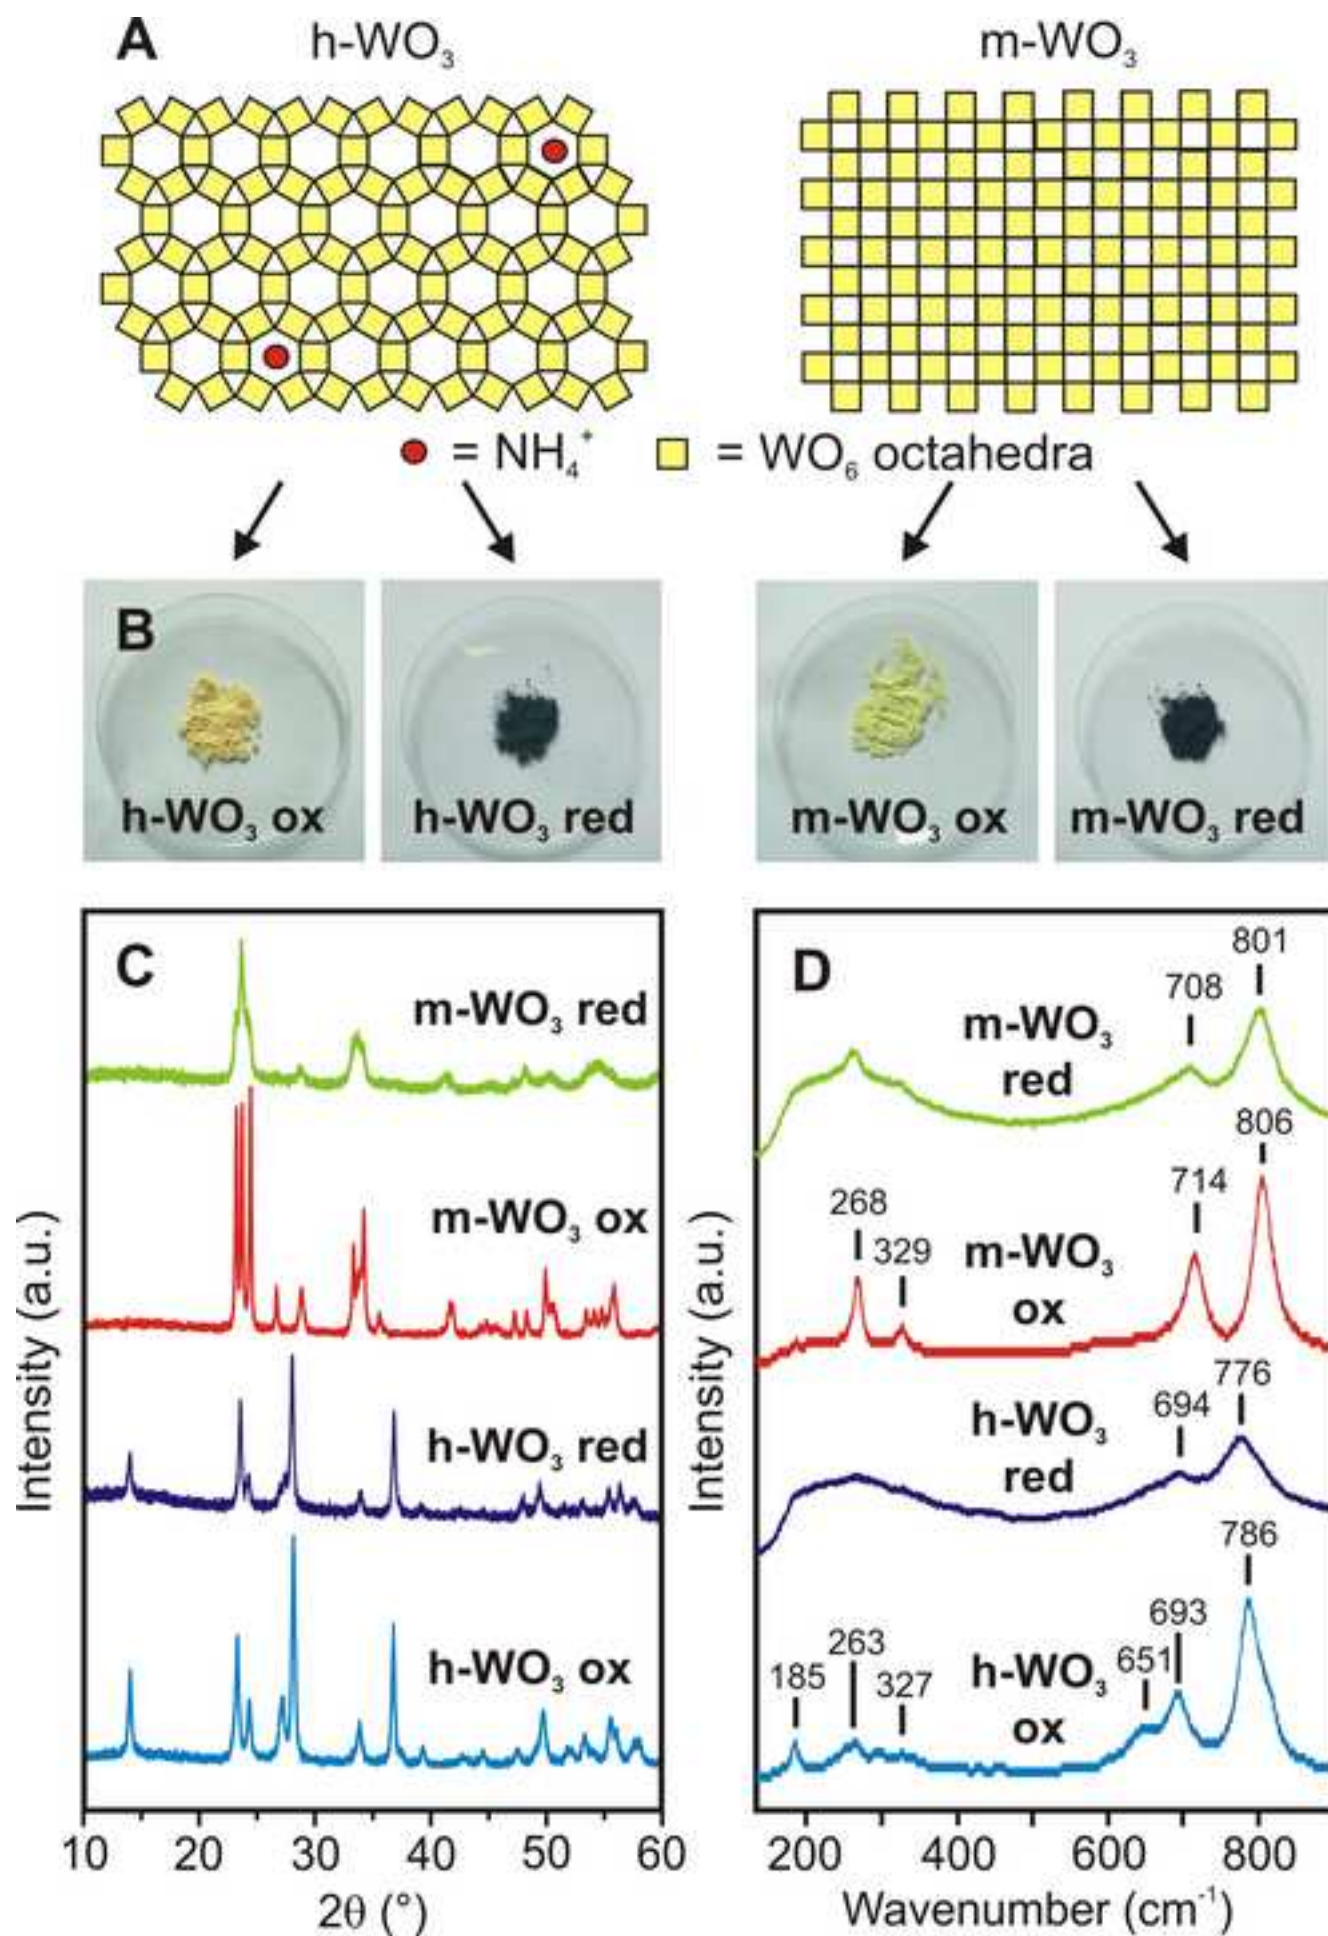 A h-WO₃ m-WO₃
= NH₄⁺ = WO₆ octahedra
B
h-WO₃ ox h-WO₃ red m-WO₃ ox m-WO₃ red
C
m-WO₃ red
m-WO₃ ox
h-WO₃ red
h-WO₃ ox
Intensity (a.u.)
10 20 30 40 50 60
2θ (°)
D
801
708
m-WO₃
red
806
714
268
329
m-WO₃
ox
776
694
h-WO₃
red
786
693
651
263
185
327
h-WO₃
ox
Intensity (a.u.)
200 400 600 800
Wavenumber (cm⁻¹)